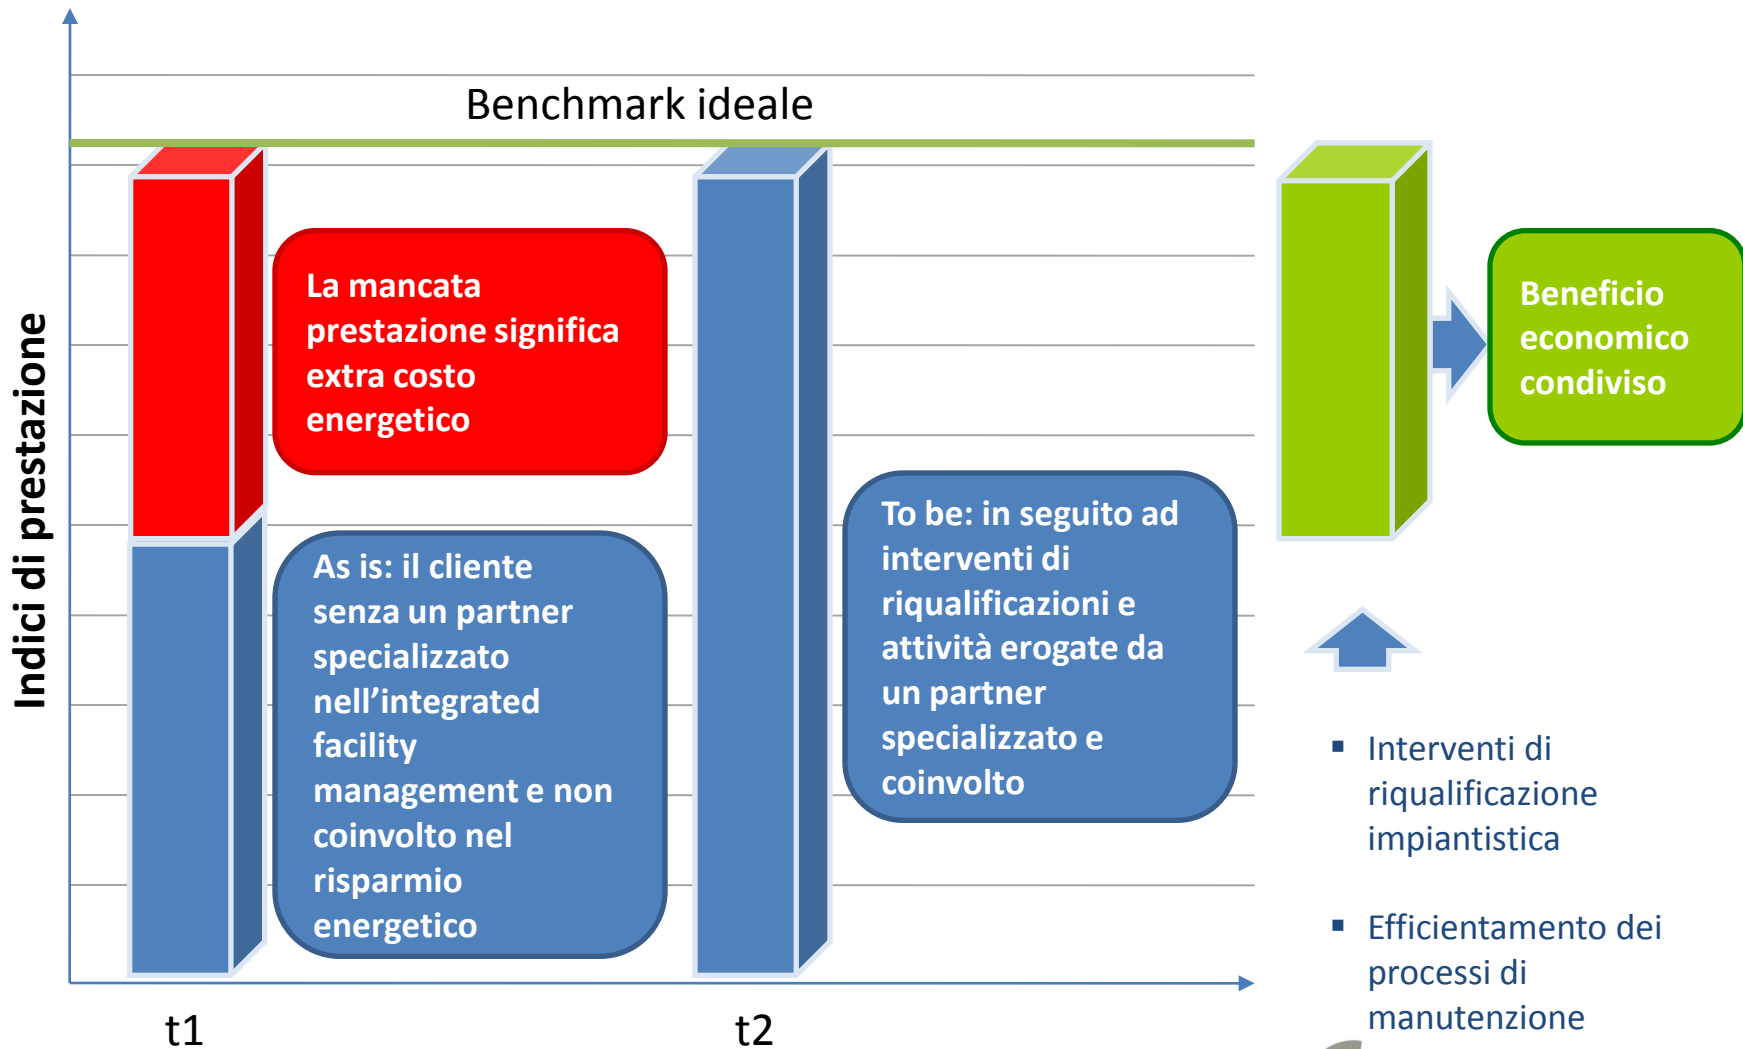 Benchmark ideale
Indici di prestazione
La mancata
prestazione significa
extra costo
energetico
As is: il cliente
senza un partner
specializzato
nell’integrated
facility
management e non
coinvolto nel
risparmio
energetico
To be: in seguito ad
interventi di
riqualificazioni e
attività erogate da
un partner
specializzato e
coinvolto
Beneficio
economico
condiviso
▪ Interventi di
riqualificazione
impiantistica
▪ Efficientamento dei
processi di
manutenzione
t1
t2